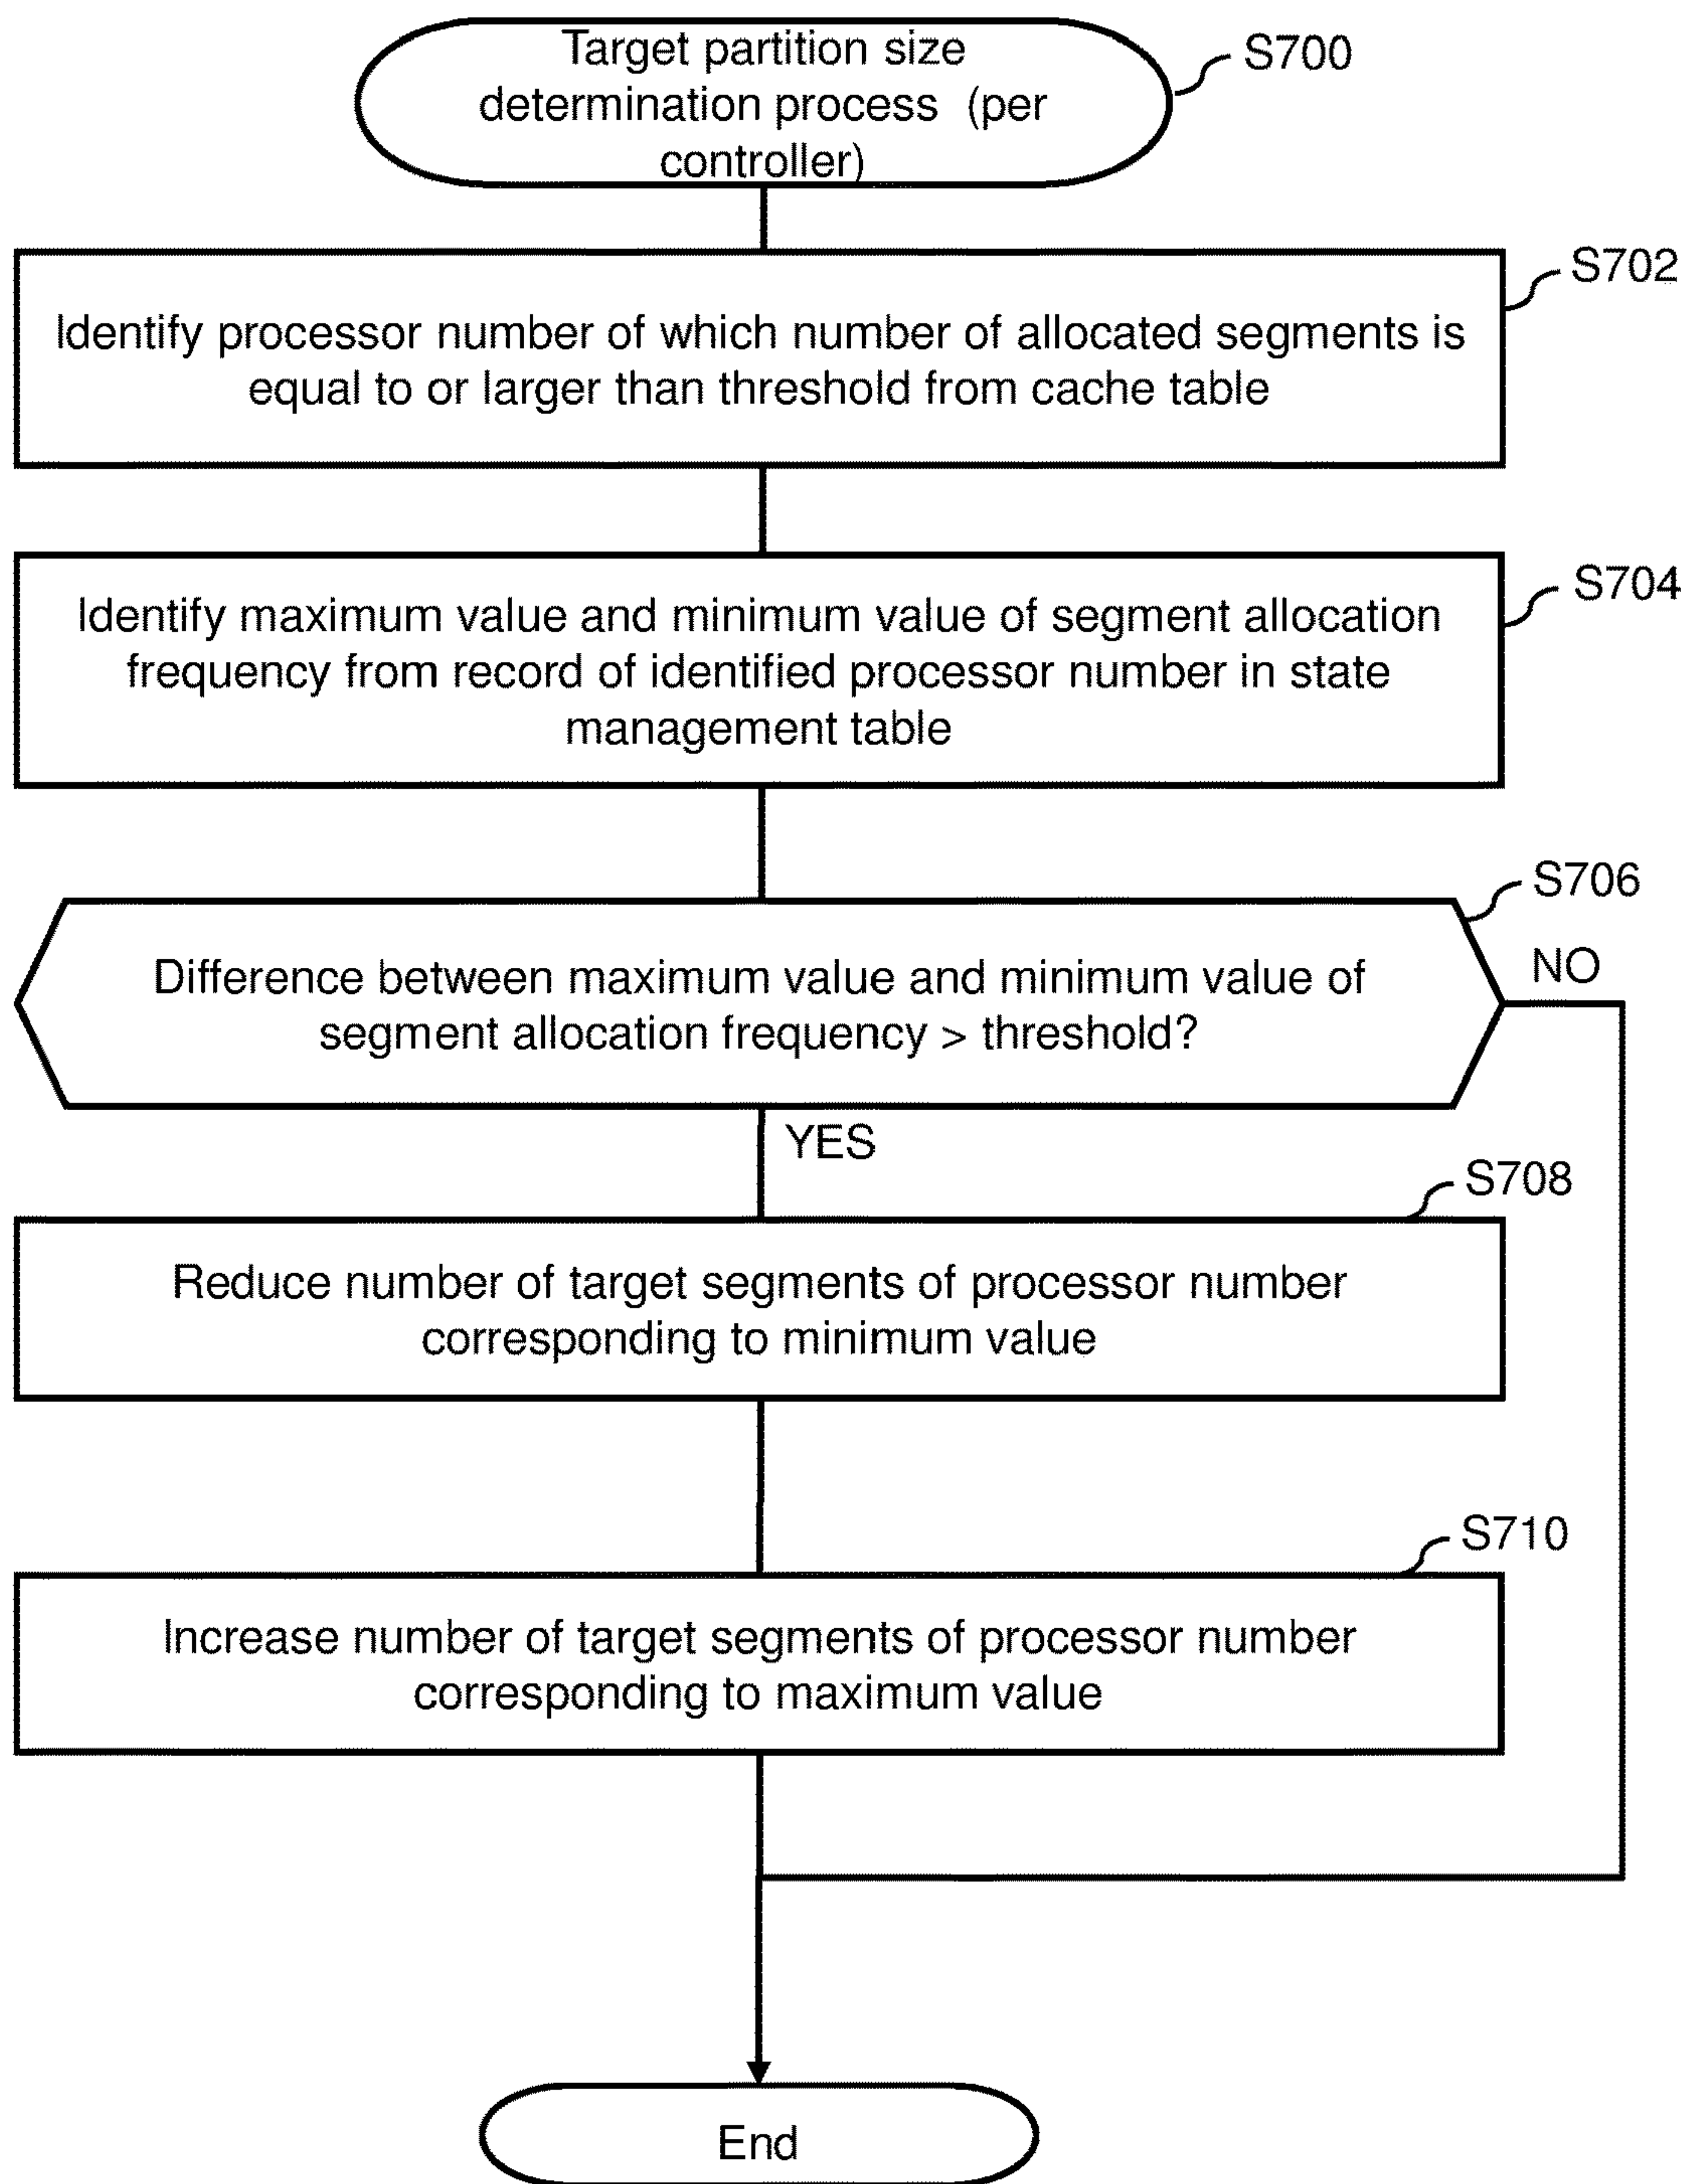 Target partition size
determination process (per
controller)
S700
S702
Identify processor number of which number of allocated segments is
equal to or larger than threshold from cache table
S704
Identify maximum value and minimum value of segment allocation
frequency from record of identified processor number in state
management table
S706
Difference between maximum value and minimum value of
segment allocation frequency > threshold?
NO
YES
S708
Reduce number of target segments of processor number
corresponding to minimum value
S710
Increase number of target segments of processor number
corresponding to maximum value
End